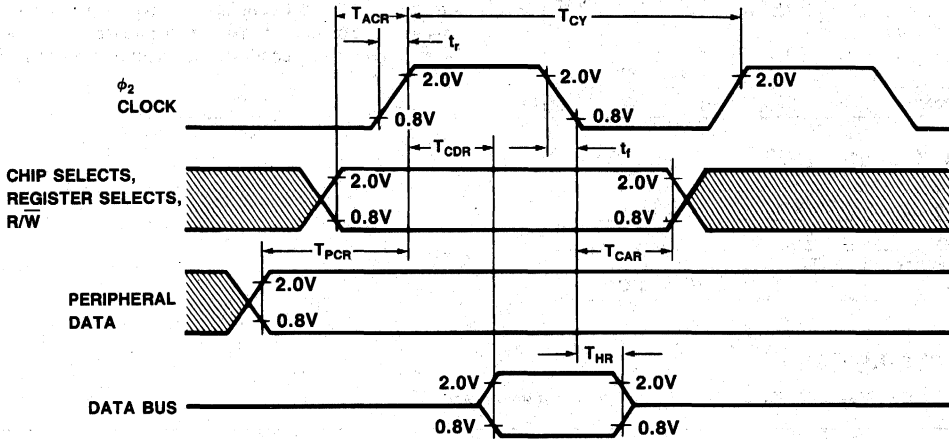 T_ACR
T_CY
t_r
ϕ₂
CLOCK
2.0V
2.0V
2.0V
0.8V
0.8V
T_CDR
t_f
CHIP SELECTS,
REGISTER SELECTS,
R/W̅
2.0V
2.0V
0.8V
0.8V
T_PCR
T_CAR
PERIPHERAL
DATA
2.0V
0.8V
T_HR
DATA BUS
2.0V
2.0V
0.8V
0.8V